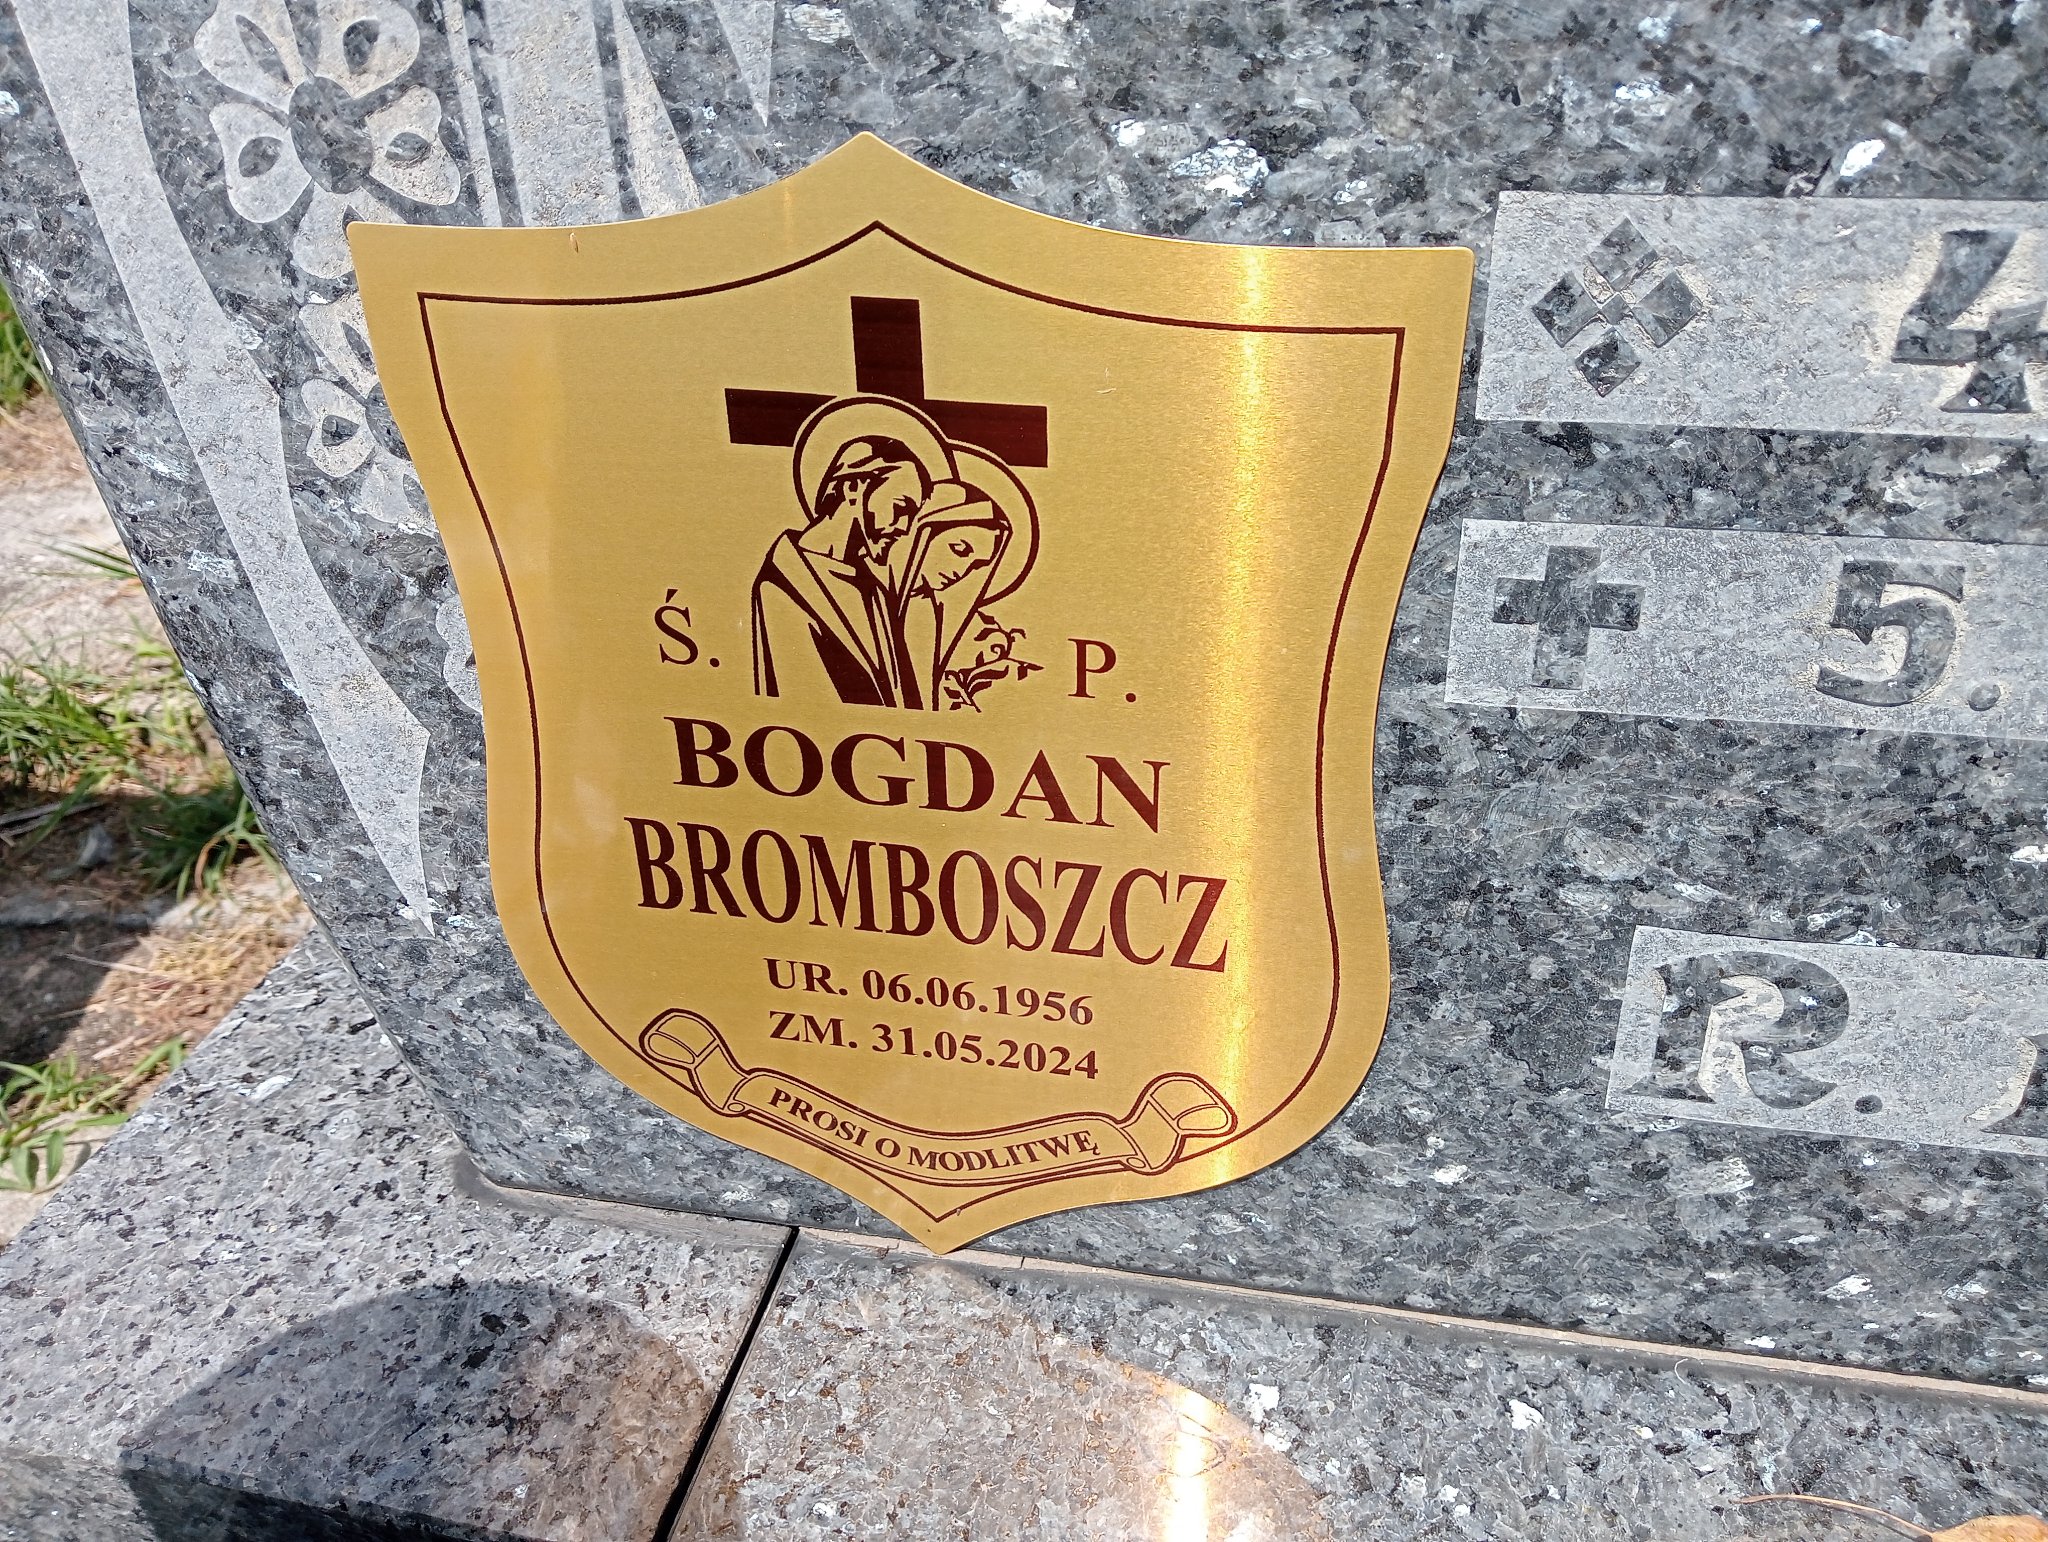 Ś. P.
BOGDAN
BROMBOSZCZ
UR. 06.06.1956
ZM. 31.05.2024
PROSI O MODLITWĘ
4
5.
R.